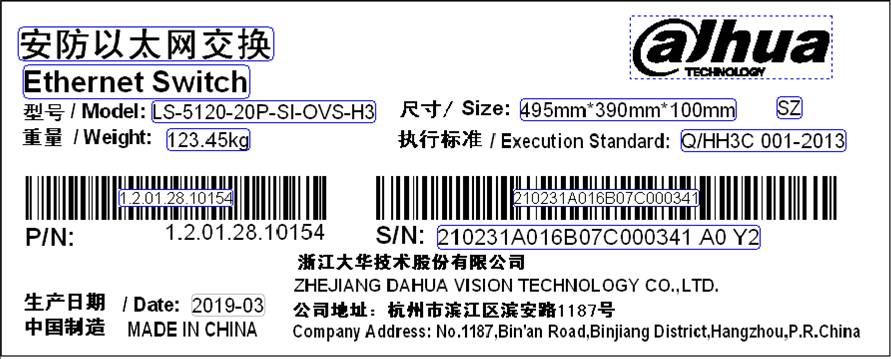 安防以太网交换
alhua
TECHNOLOGY
Ethernet Switch
型号 / Model: LS-5120-20P-SI-OVS-H3 尺寸/ Size: 495mm*390mm*100mm SZ
重量 / Weight: 123.45kg 执行标准 / Execution Standard: Q/HH3C 001-2013
1.2.01.28.10154 210231A016B07C000341
P/N: 1.2.01.28.10154 S/N: 210231A016B07C000341 A0 Y2
浙江大华技术股份有限公司
ZHEJIANG DAHUA VISION TECHNOLOGY CO.,LTD.
生产日期 / Date: 2019-03 公司地址：杭州市滨江区滨安路1187号
中国制造 MADE IN CHINA Company Address: No.1187,Bin'an Road,Binjiang District,Hangzhou,P.R.China